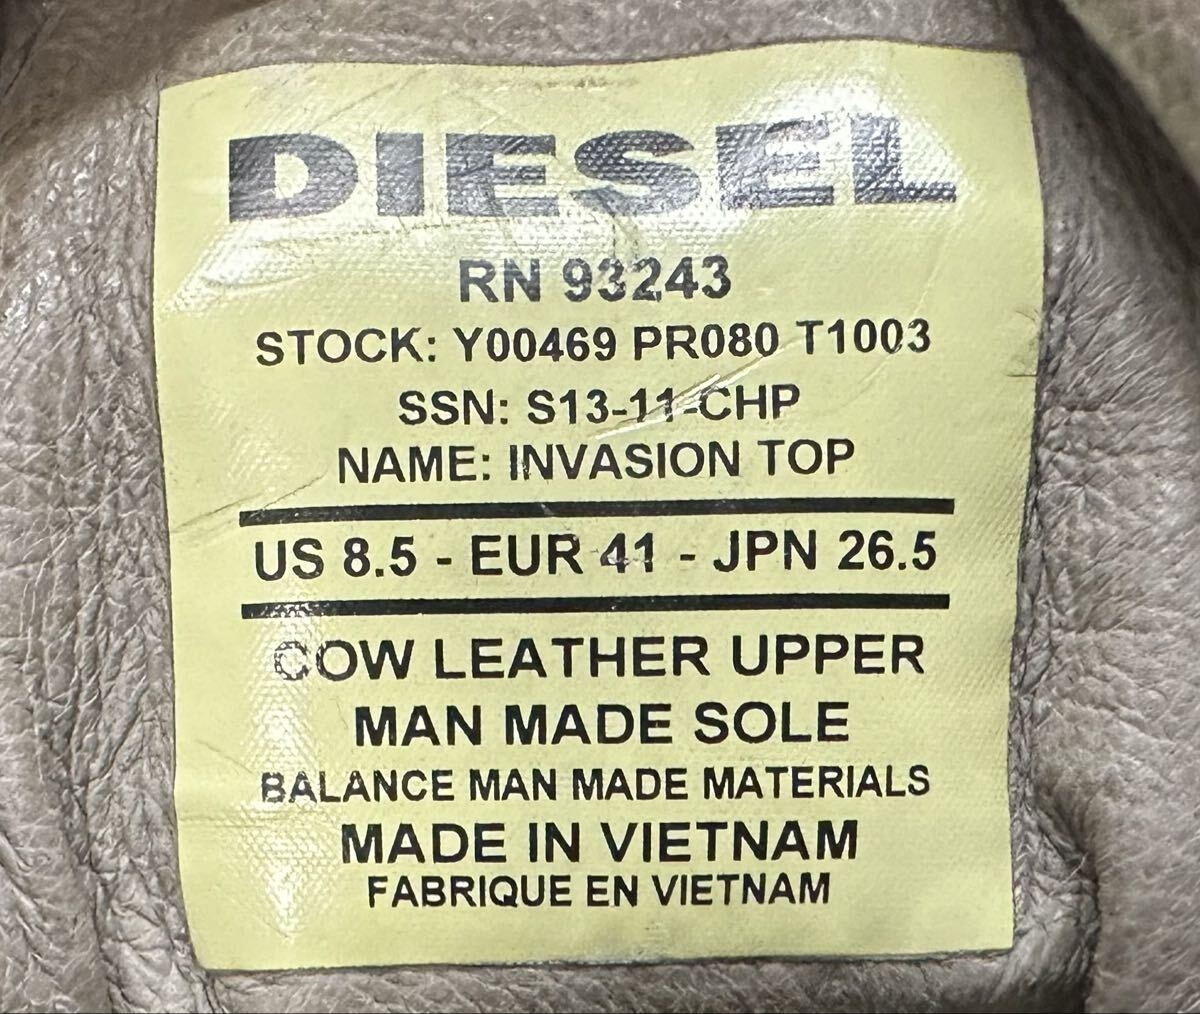 DIESEL
RN 93243
STOCK: Y00469 PR080 T1003
SSN: S13-11-CHP
NAME: INVASION TOP
US 8.5 - EUR 41 - JPN 26.5
COW LEATHER UPPER
MAN MADE SOLE
BALANCE MAN MADE MATERIALS
MADE IN VIETNAM
FABRIQUE EN VIETNAM